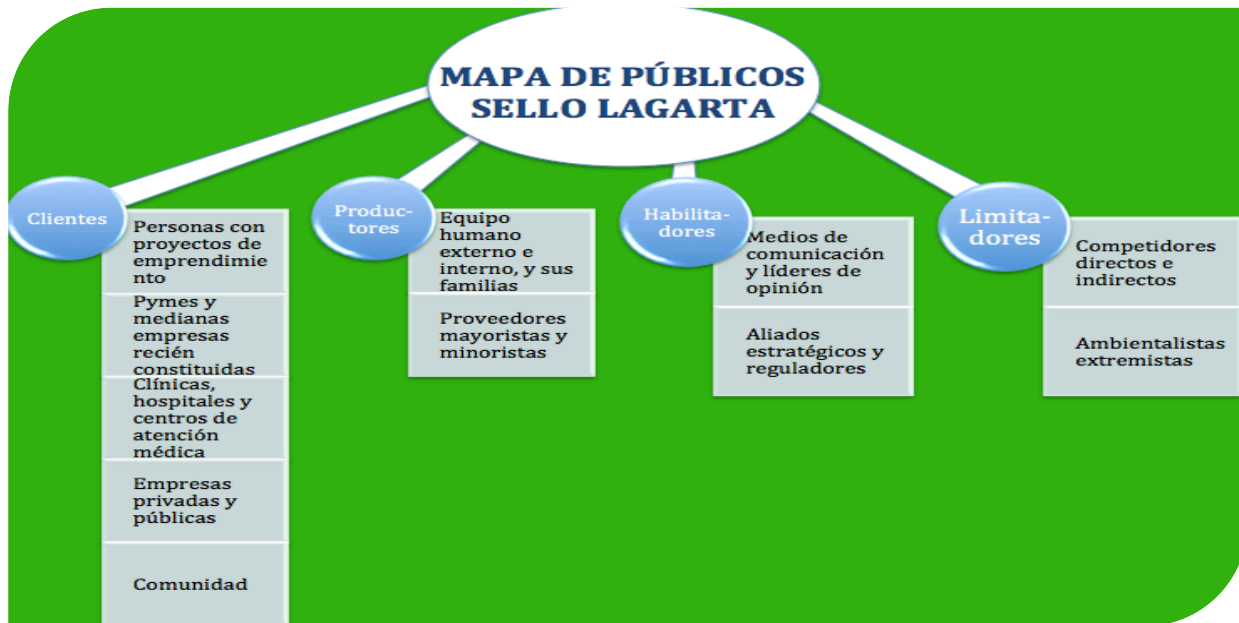 MAPA DE PÚBLICOS
SELLO LAGARTA
Clientes
Personas con
proyectos de
emprendimie
nto
Pymes y
medianas
empresas
recién
constituidas
Clínicas,
hospitales y
centros de
atención
médica
Empresas
privadas y
públicas
Comunidad
Produc-
tores
Equipo
humano
externo e
interno, y sus
familias
Proveedores
mayoristas y
minoristas
Habilita-
dores
Medios de
comunicación
y líderes de
opinión
Aliados
estratégicos y
reguladores
Limita-
dores
Competidores
directos e
indirectos
Ambientalistas
extremistas